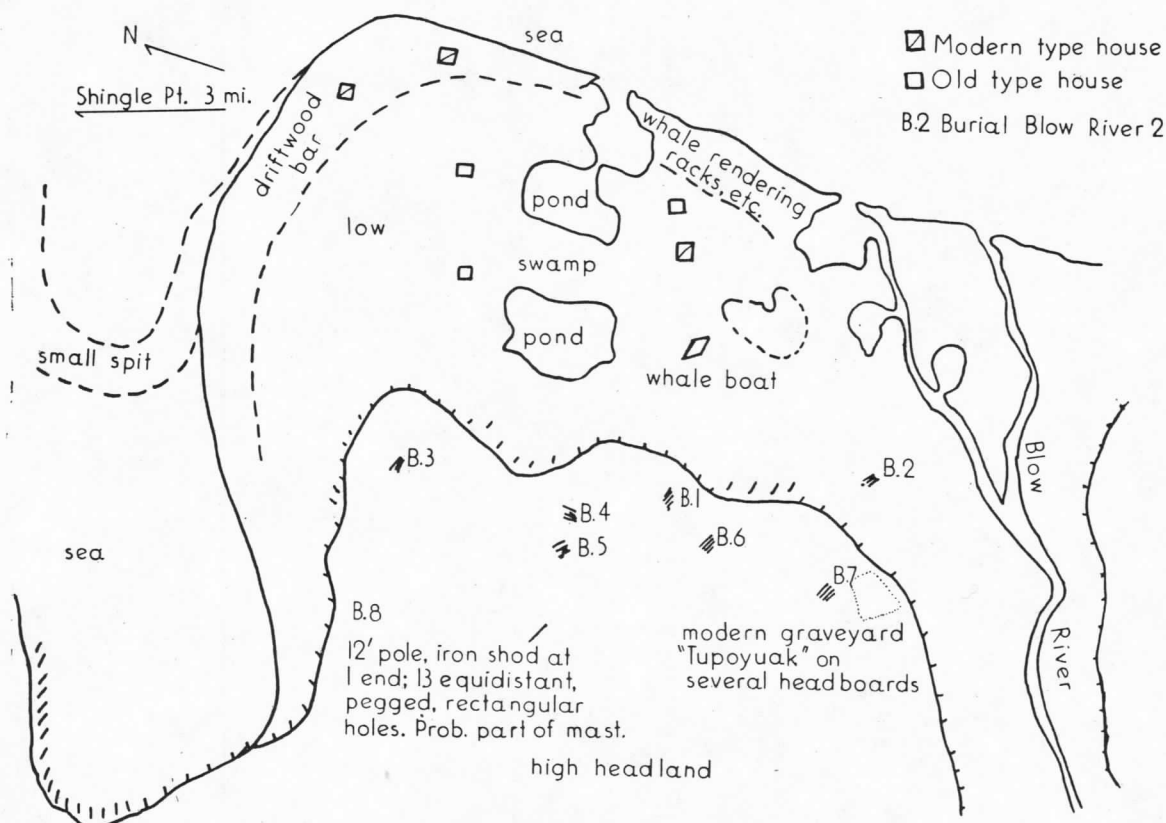 N
Shingle Pt. 3 mi.
sea
Modern type house
Old type house
B.2 Burial Blow River 2
driftwood
bar
whale rendering
racks, etc.
pond
low
swamp
pond
small spit
whale boat
B.3
B.4
B.5
B.1
B.6
B.2
B.7
B.8
Blow
River
sea
12' pole, iron shod at
1 end; 13 equidistant,
pegged, rectangular
holes. Prob. part of mast.
modern graveyard
"Tupoyuak" on
several headboards
high headland